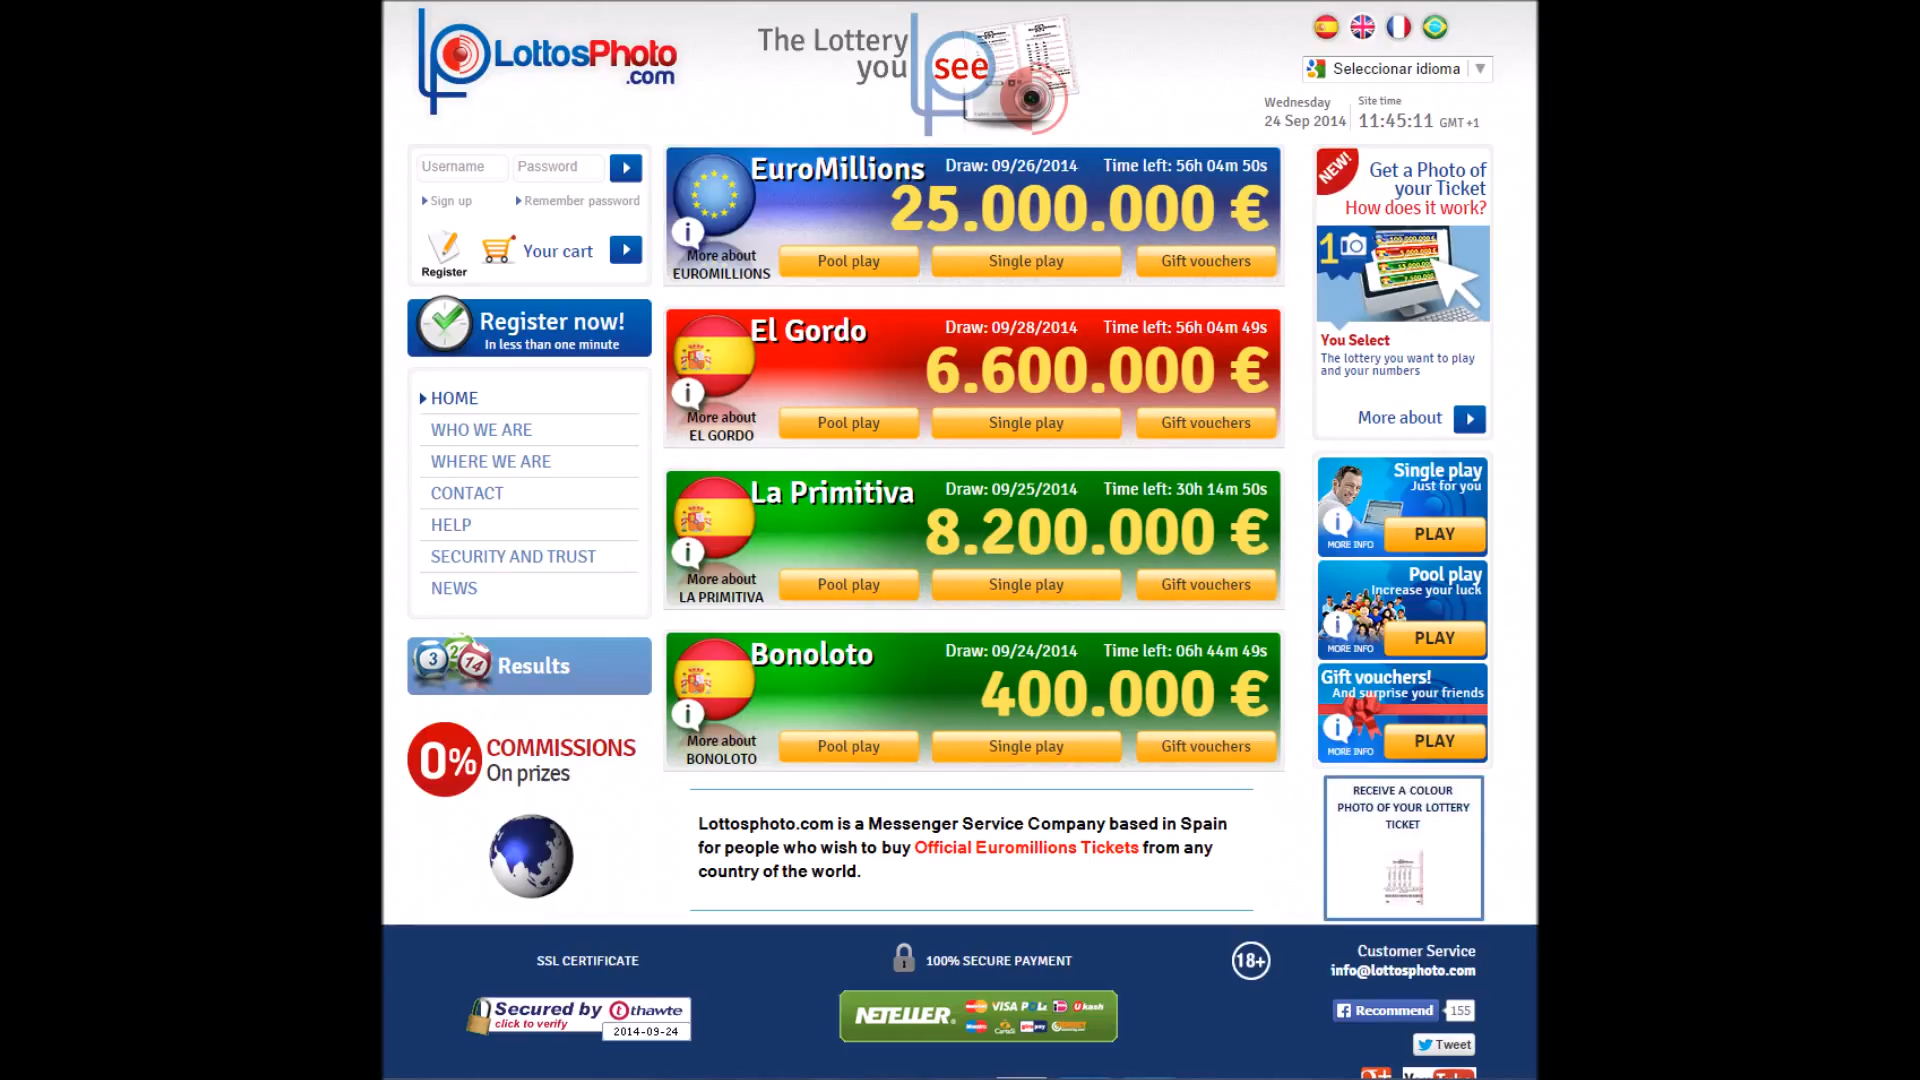 LottosPhoto
.com
The Lottery
you see
Seleccionar idioma
Wednesday
24 Sep 2014
Site time
11:45:11 GMT +1
Username
Password
Sign up
Remember password
Register
Your cart
Register now!
In less than one minute
HOME
WHO WE ARE
WHERE WE ARE
CONTACT
HELP
SECURITY AND TRUST
NEWS
3
14
Results
0% COMMISSIONS
On prizes
EuroMillions
Draw: 09/26/2014
Time left: 56h 04m 50s
25.000.000 €
More about
EUROMILLIONS
Pool play
Single play
Gift vouchers
El Gordo
Draw: 09/28/2014
Time left: 56h 04m 49s
6.600.000 €
More about
EL GORDO
Pool play
Single play
Gift vouchers
La Primitiva
Draw: 09/25/2014
Time left: 30h 14m 50s
8.200.000 €
More about
LA PRIMITIVA
Pool play
Single play
Gift vouchers
Bonoloto
Draw: 09/24/2014
Time left: 06h 44m 49s
400.000 €
More about
BONOLOTO
Pool play
Single play
Gift vouchers
Lottosphoto.com is a Messenger Service Company based in Spain
for people who wish to buy Official Euromillions Tickets from any
country of the world.
NEW!
Get a Photo of
your Ticket
How does it work?
1
You Select
The lottery you want to play
and your numbers
More about
Single play
Just for you
MORE INFO
PLAY
Pool play
Increase your luck
MORE INFO
PLAY
Gift vouchers!
And surprise your friends
MORE INFO
PLAY
RECEIVE A COLOUR
PHOTO OF YOUR LOTTERY
TICKET
SSL CERTIFICATE
Secured by thawte
click to verify
2014-09-24
100% SECURE PAYMENT
NETELLER
VISA
Ukash
18+
Customer Service
info@lottosphoto.com
Recommend
155
Tweet